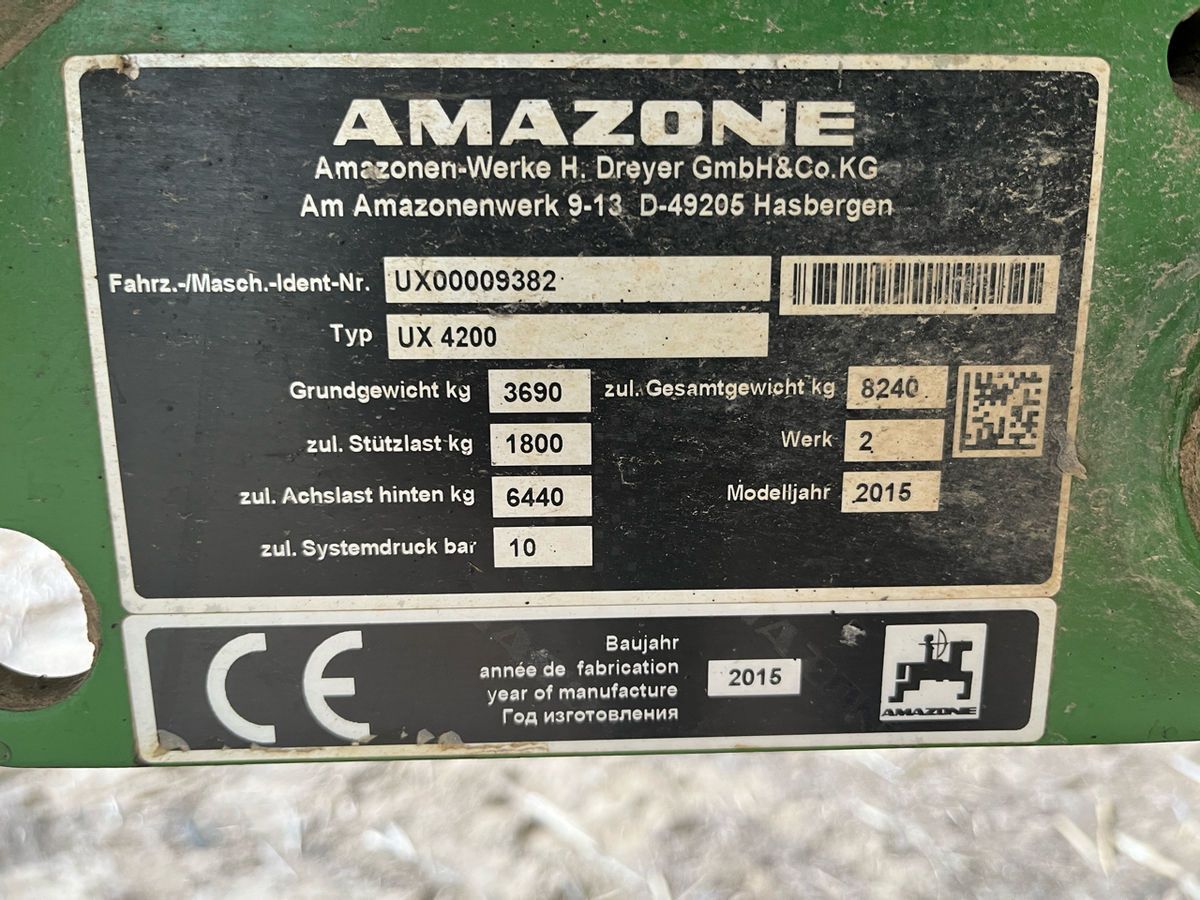 AMAZONE
Amazonen-Werke H. Dreyer GmbH&Co.KG
Am Amazonenwerk 9-13 D-49205 Hasbergen
Fahrz.-/Masch.-Ident-Nr. UX00009382
Typ UX 4200
Grundgewicht kg 3690 zul. Gesamtgewicht kg 8240
zul. Stützlast kg 1800 Werk 2
zul. Achslast hinten kg 6440 Modelljahr 2015
zul. Systemdruck bar 10
CE
Baujahr
année de fabrication
year of manufacture
Год изготовления
2015
AMAZONE